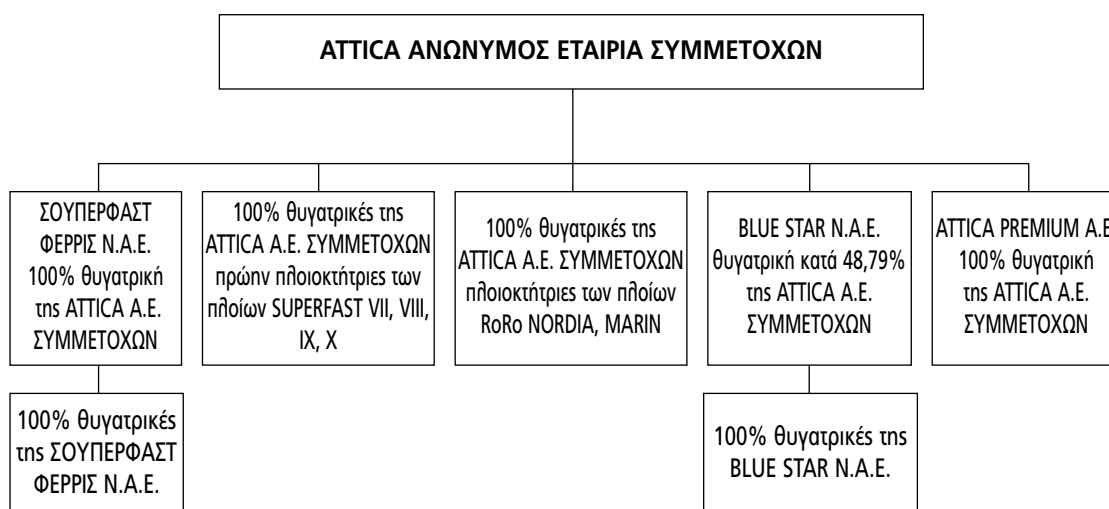 ATTICA ΑΝΩΝΥΜΟΣ ΕΤΑΙΡΙΑ ΣΥΜΜΕΤΟΧΩΝ
ΣΟΥΠΕΡΦΑΣΤ
ΦΕΡΡΙΣ Ν.Α.Ε.
100% θυγατρική
της ATTICA Α.Ε.
ΣΥΜΜΕΤΟΧΩΝ
100% θυγατρικές της
ATTICA Α.Ε. ΣΥΜΜΕΤΟΧΩΝ
πρώην πλοιοκτήτριες των
πλοίων SUPERFAST VII, VIII,
IX, X
100% θυγατρικές της
ATTICA Α.Ε. ΣΥΜΜΕΤΟΧΩΝ
πλοιοκτήτριες των πλοίων
RoRo NORDIA, MARIN
BLUE STAR Ν.Α.Ε.
θυγατρική κατά 48,79%
της ATTICA Α.Ε.
ΣΥΜΜΕΤΟΧΩΝ
ATTICA PREMIUM Α.Ε
100% θυγατρική
της ATTICA Α.Ε.
ΣΥΜΜΕΤΟΧΩΝ
100% θυγατρικές
της ΣΟΥΠΕΡΦΑΣΤ
ΦΕΡΡΙΣ Ν.Α.Ε.
100% θυγατρικές της
BLUE STAR Ν.Α.Ε.